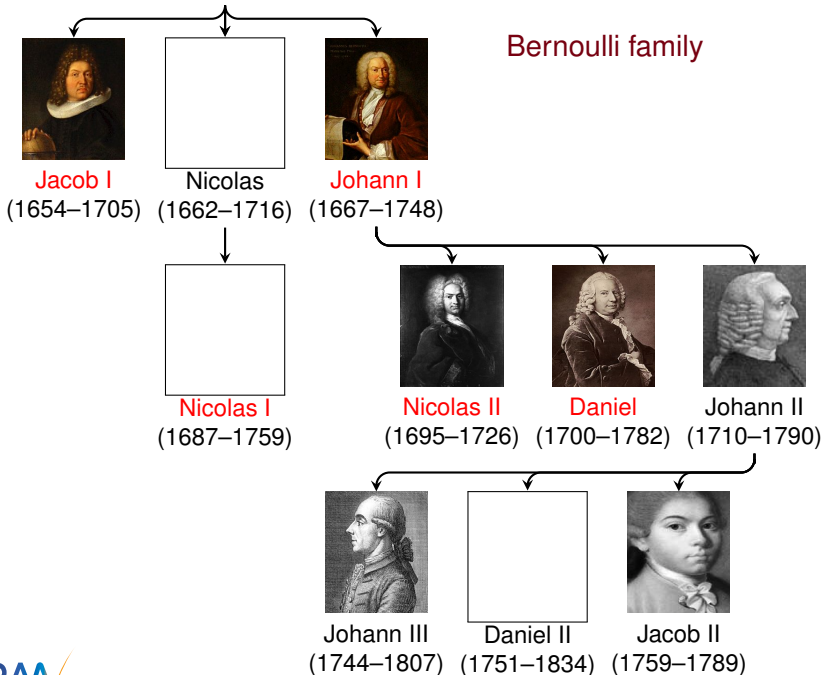 Bernoulli family
Jacob I
(1654–1705)
Nicolas
(1662–1716)
Johann I
(1667–1748)
Nicolas I
(1687–1759)
Nicolas II
(1695–1726)
Daniel
(1700–1782)
Johann II
(1710–1790)
Johann III
(1744–1807)
Daniel II
(1751–1834)
Jacob II
(1759–1789)